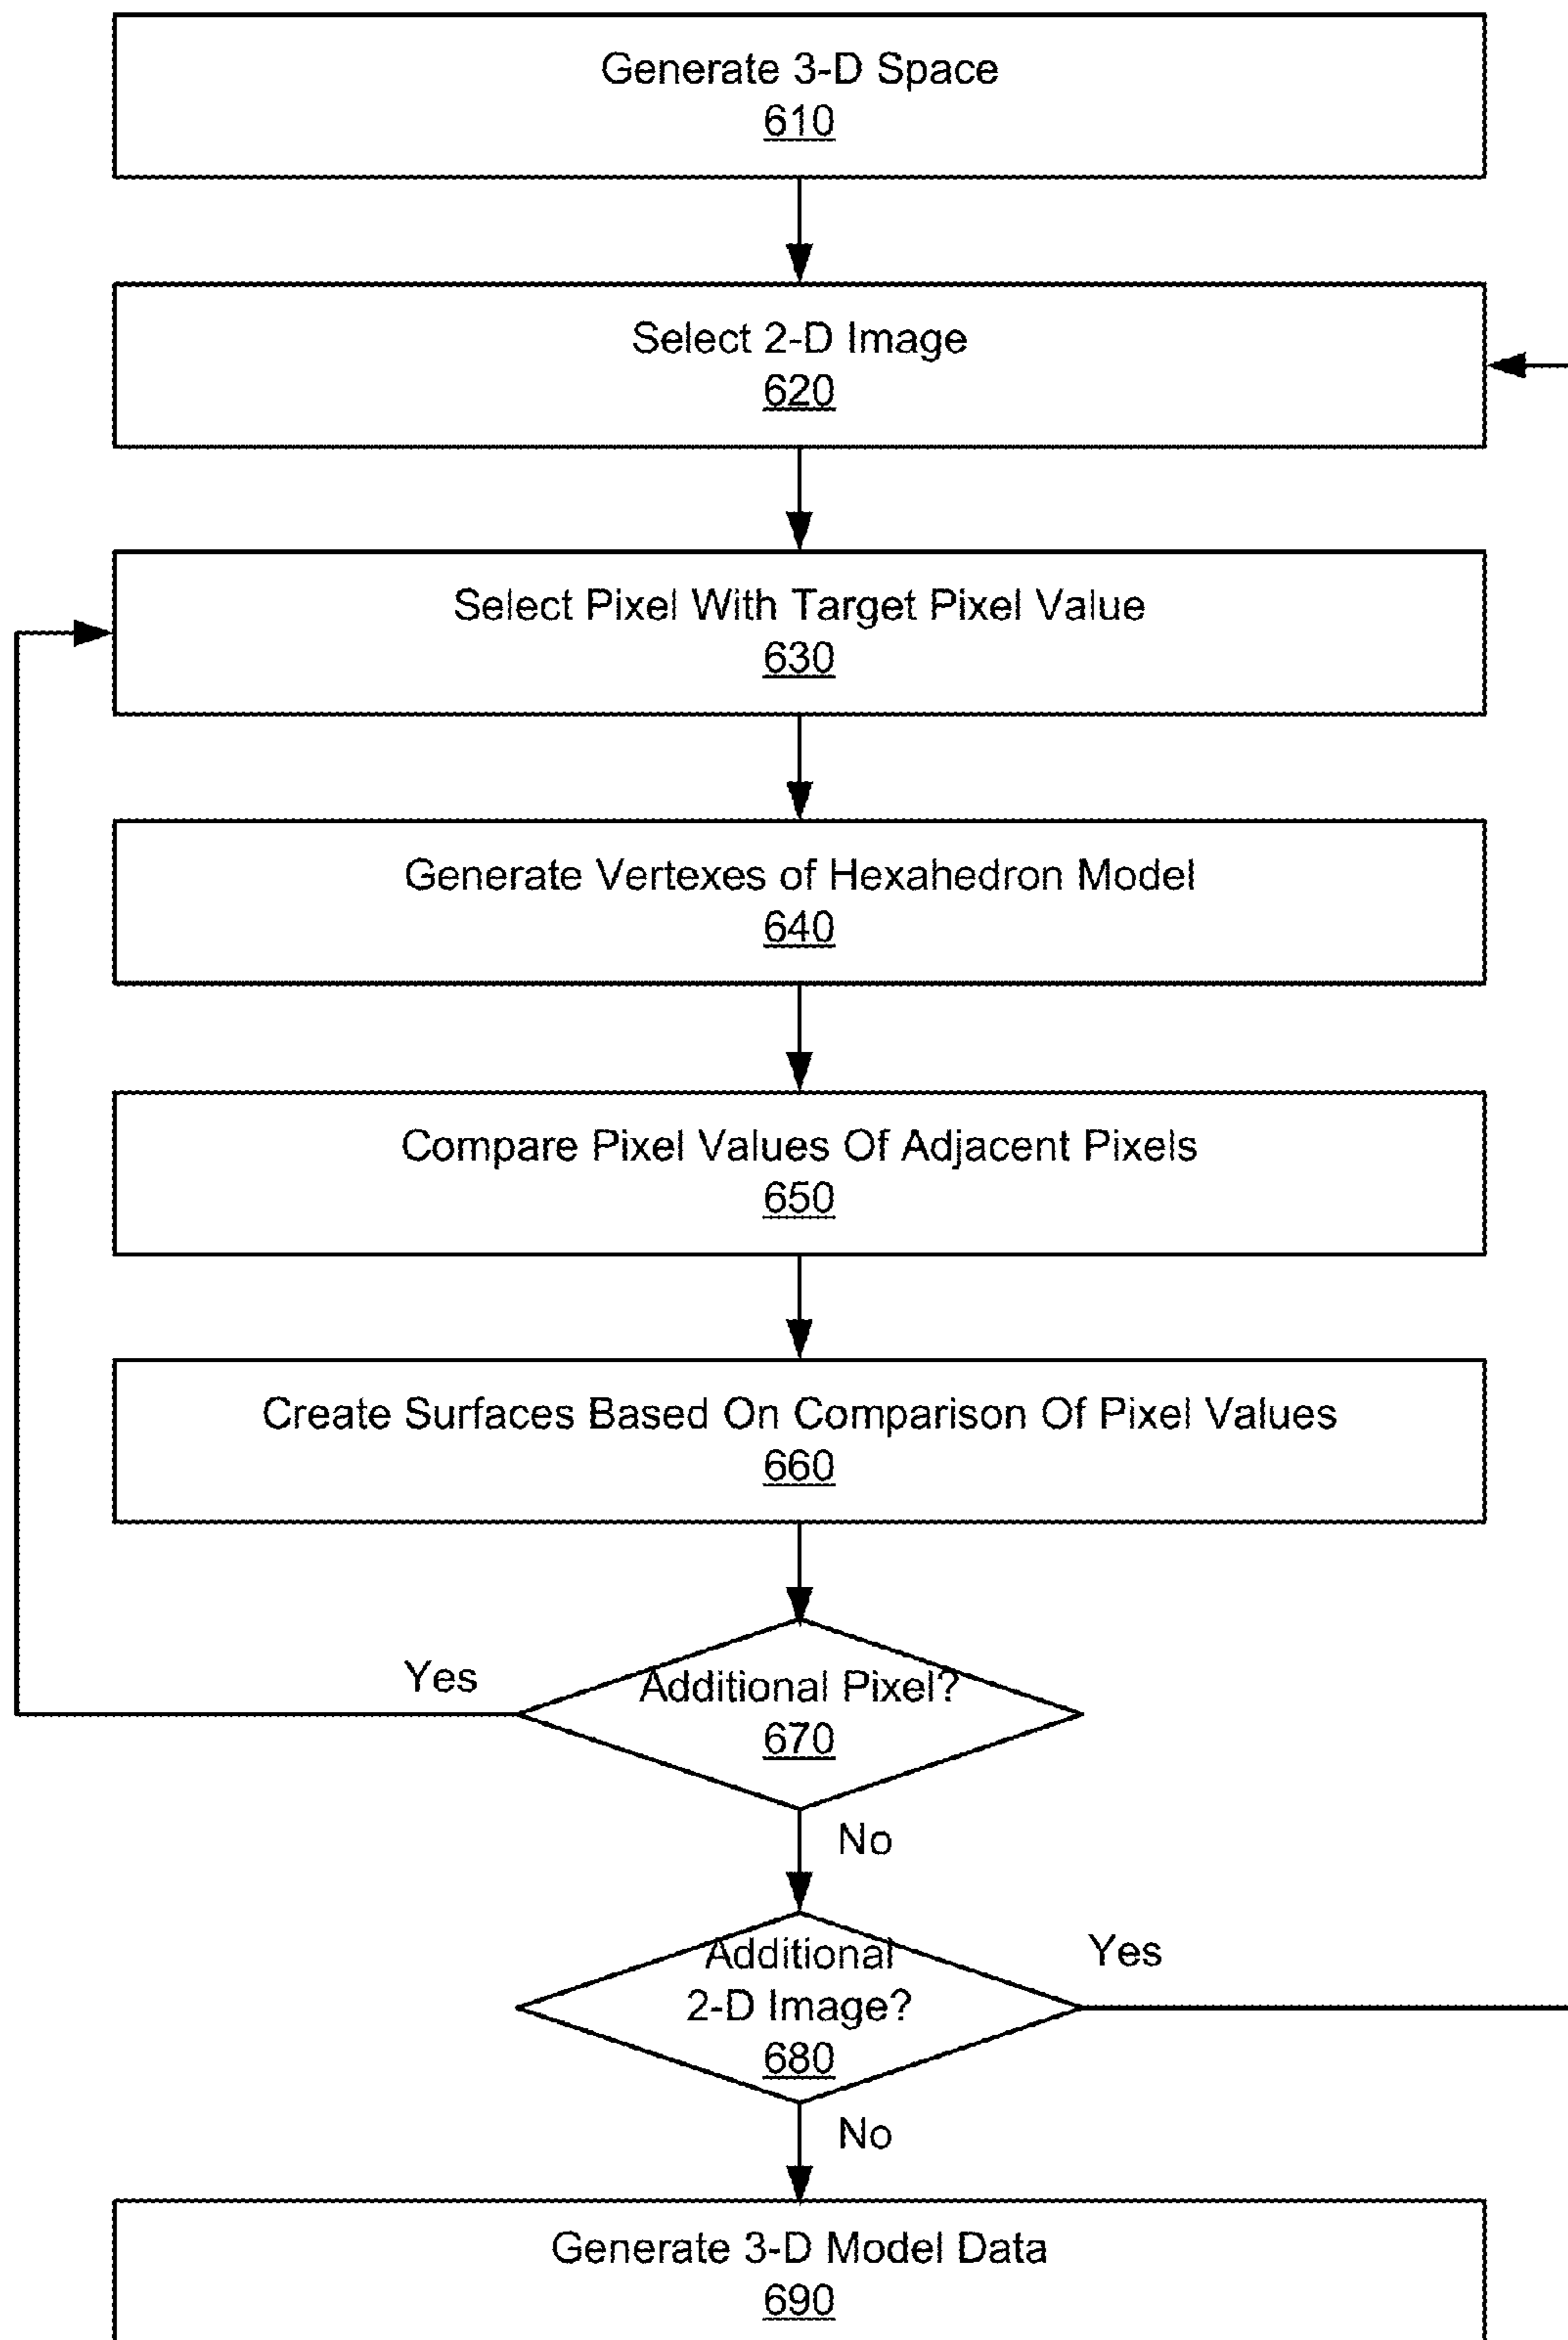 Generate 3-D Space
610
Select 2-D Image
620
Select Pixel With Target Pixel Value
630
Generate Vertexes of Hexahedron Model
640
Compare Pixel Values Of Adjacent Pixels
650
Create Surfaces Based On Comparison Of Pixel Values
660
Yes
Additional Pixel?
670
No
Additional
Yes
2-D Image?
680
No
Generate 3-D Model Data
690